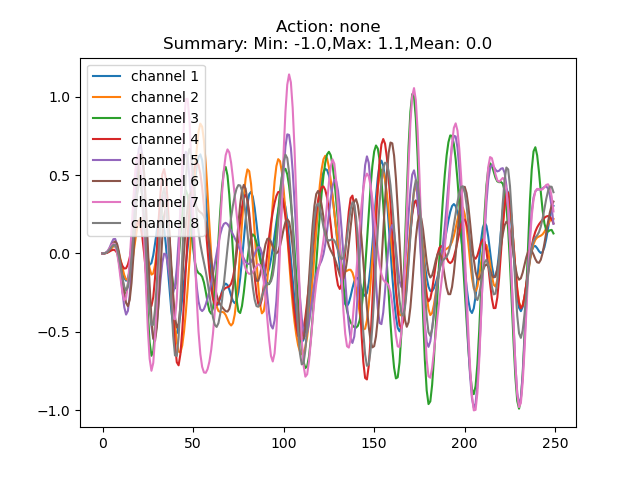 Action: none
Summary: Min: -1.0,Max: 1.1,Mean: 0.0
channel 1
channel 2
channel 3
channel 4
channel 5
channel 6
channel 7
channel 8
1.0
0.5
0.0
−0.5
−1.0
0 50 100 150 200 250